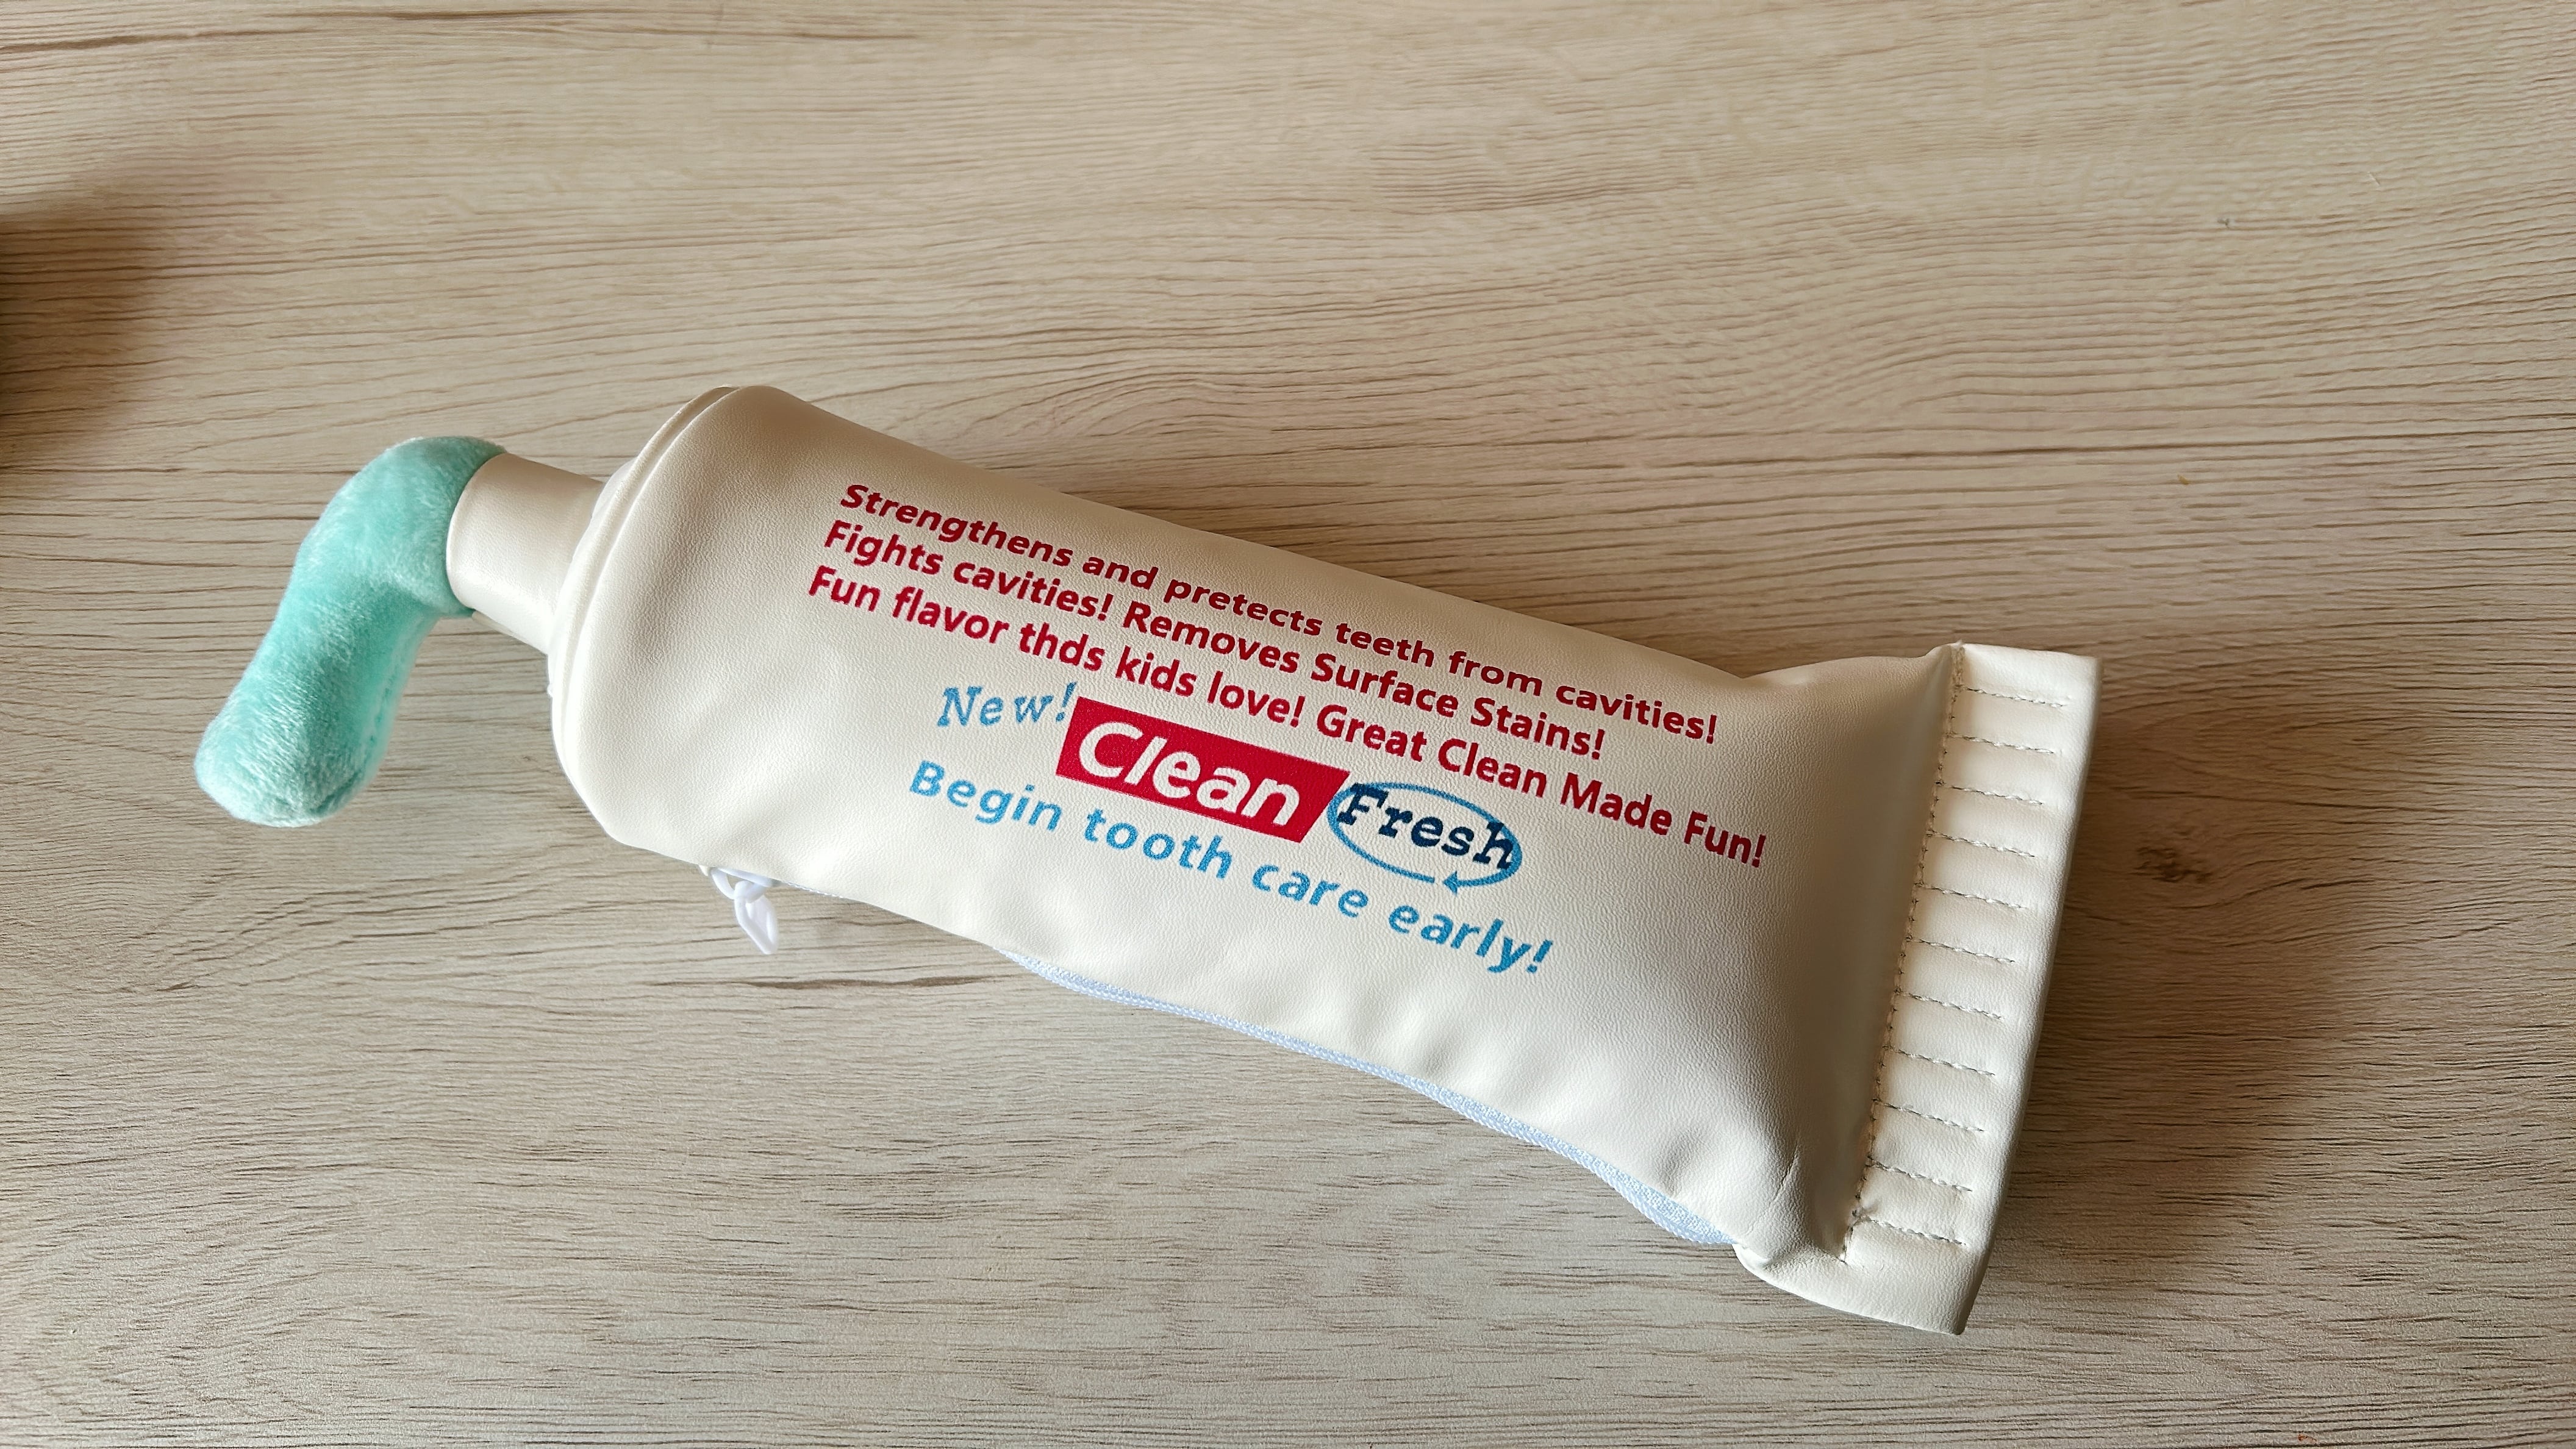 Strengthens and pretects teeth from cavities!
Fights cavities! Removes Surface Stains!
Fun flavor thds kids love! Great Clean Made Fun!
New! Clean Fresh
Begin tooth care early!